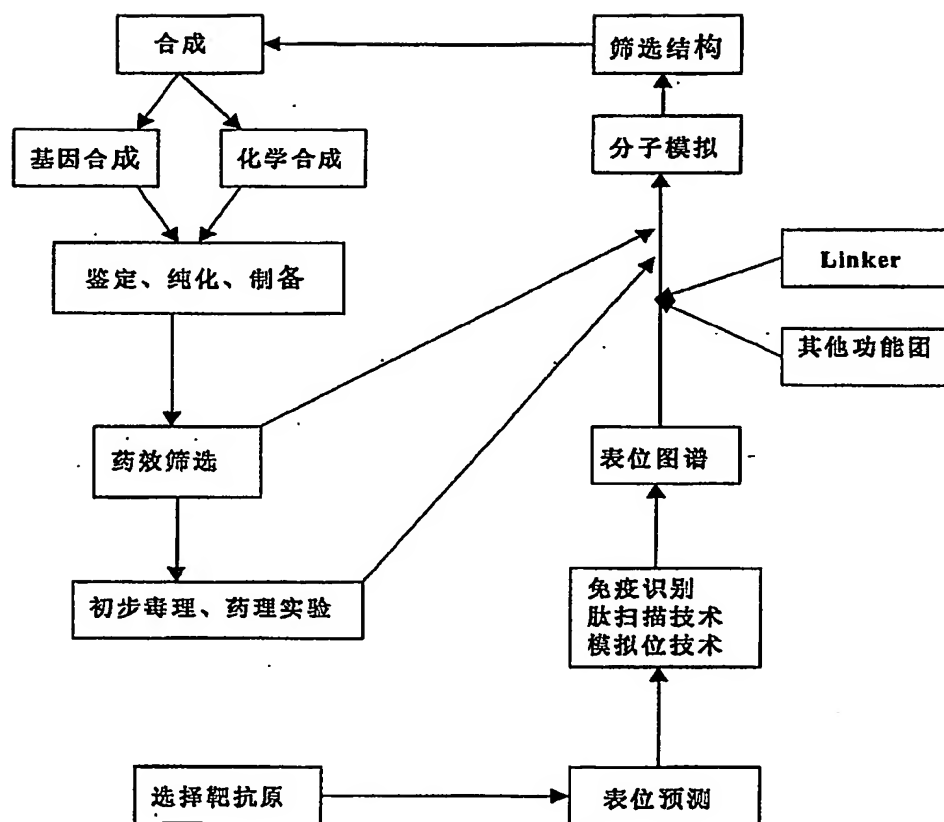 合成
筛选结构
基因合成
化学合成
分子模拟
鉴定、纯化、制备
Linker
其他功能团
药效筛选
表位图谱
初步毒理、药理实验
免疫识别
肽扫描技术
模拟位技术
选择靶抗原
表位预测